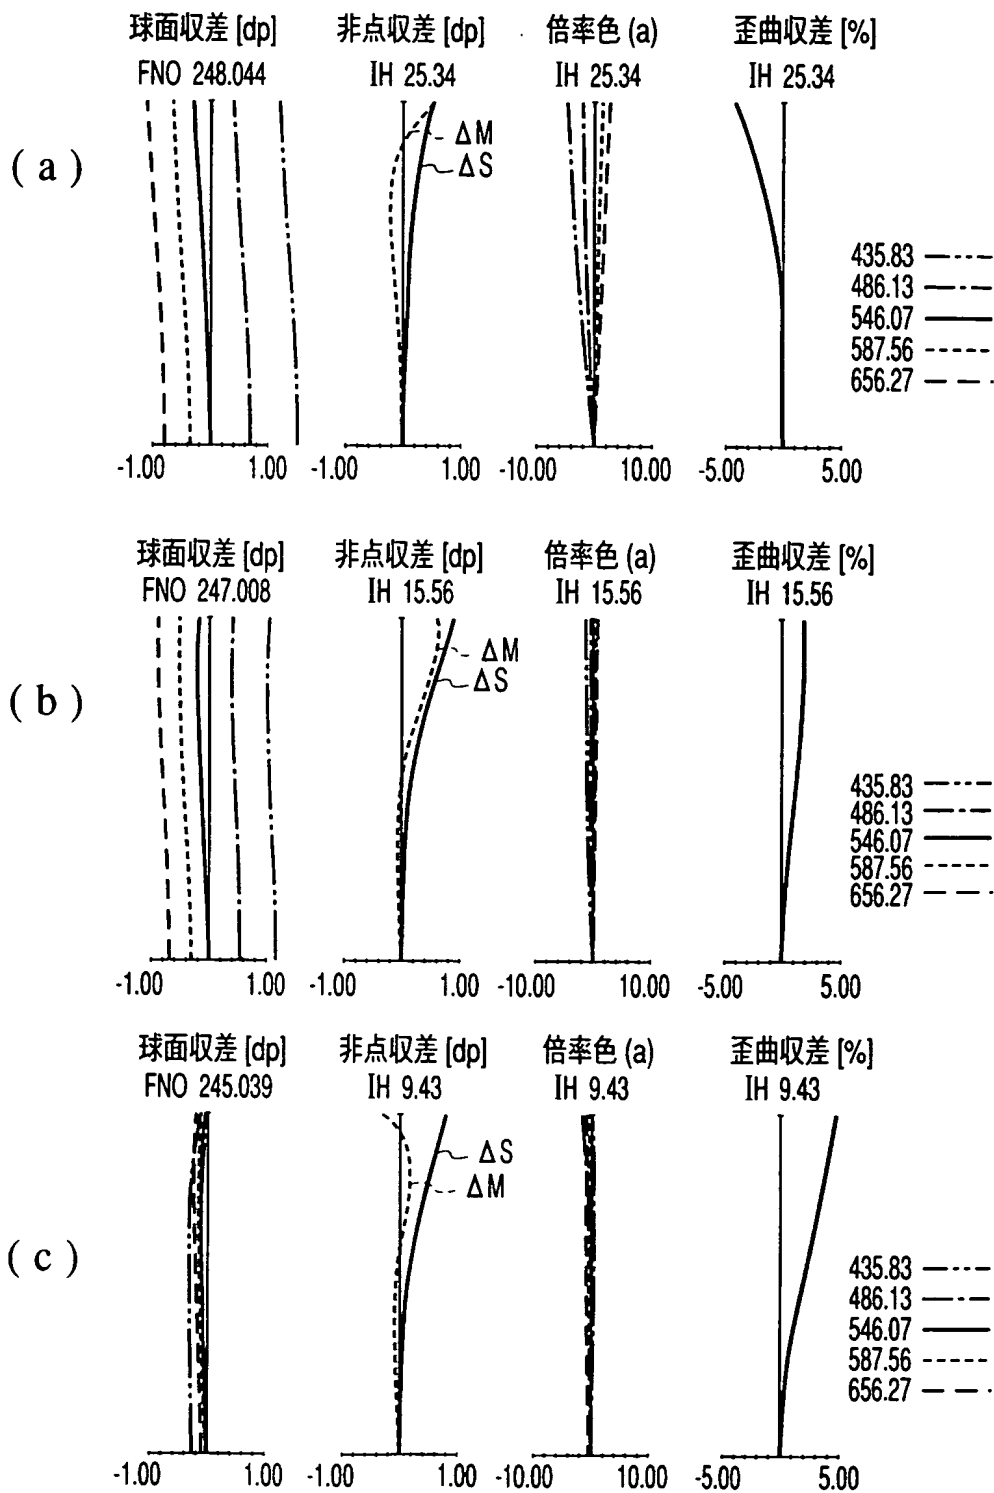 球面収差 [dp] 非点収差 [dp] 倍率色 (a) 歪曲収差 [%]
FNO 248.044 IH 25.34 IH 25.34 IH 25.34
ΔM
ΔS
(a)
435.83
486.13
546.07
587.56
656.27
-1.00 1.00 -1.00 1.00 -10.00 10.00 -5.00 5.00
球面収差 [dp] 非点収差 [dp] 倍率色 (a) 歪曲収差 [%]
FNO 247.008 IH 15.56 IH 15.56 IH 15.56
ΔM
ΔS
(b)
435.83
486.13
546.07
587.56
656.27
-1.00 1.00 -1.00 1.00 -10.00 10.00 -5.00 5.00
球面収差 [dp] 非点収差 [dp] 倍率色 (a) 歪曲収差 [%]
FNO 245.039 IH 9.43 IH 9.43 IH 9.43
ΔS
ΔM
(c)
435.83
486.13
546.07
587.56
656.27
-1.00 1.00 -1.00 1.00 -10.00 10.00 -5.00 5.00